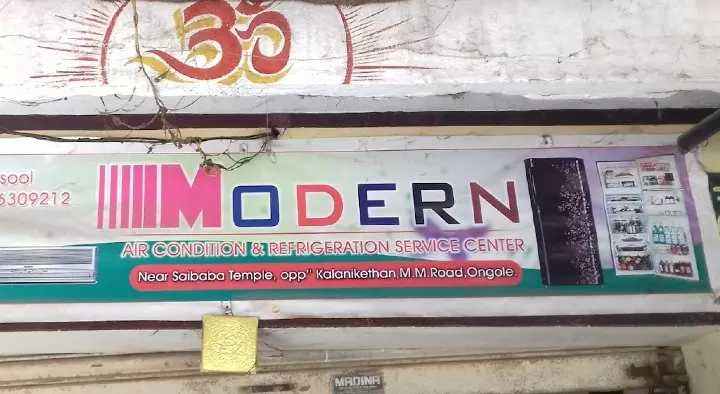 ॐ
sool
6309212
MODERN
AIR CONDITION & REFRIGERATION SERVICE CENTER
Near Saibaba Temple, opp" Kalanikethan,M.M.Road,Ongole.
MADINA